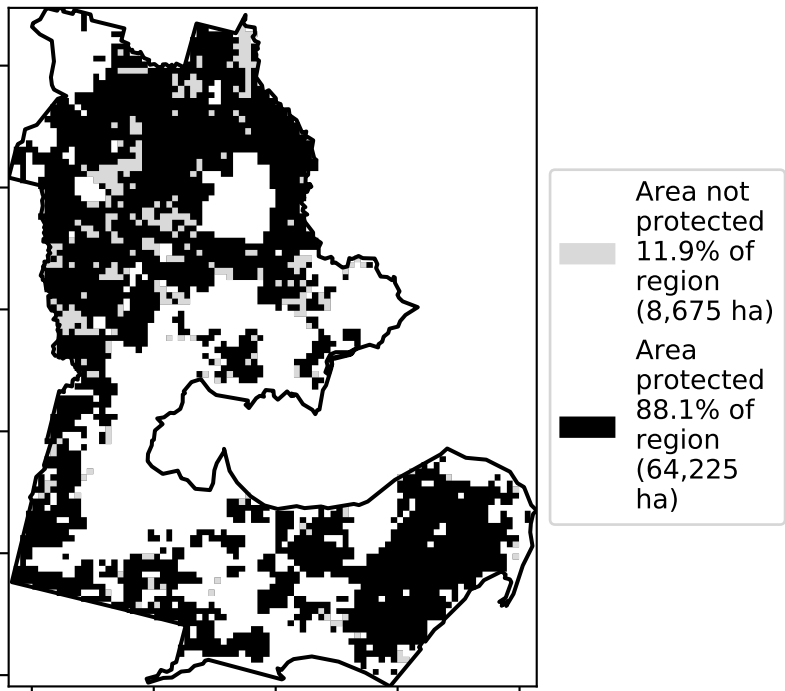 Area not
protected
11.9% of
region
(8,675 ha)
Area
protected
88.1% of
region
(64,225
ha)